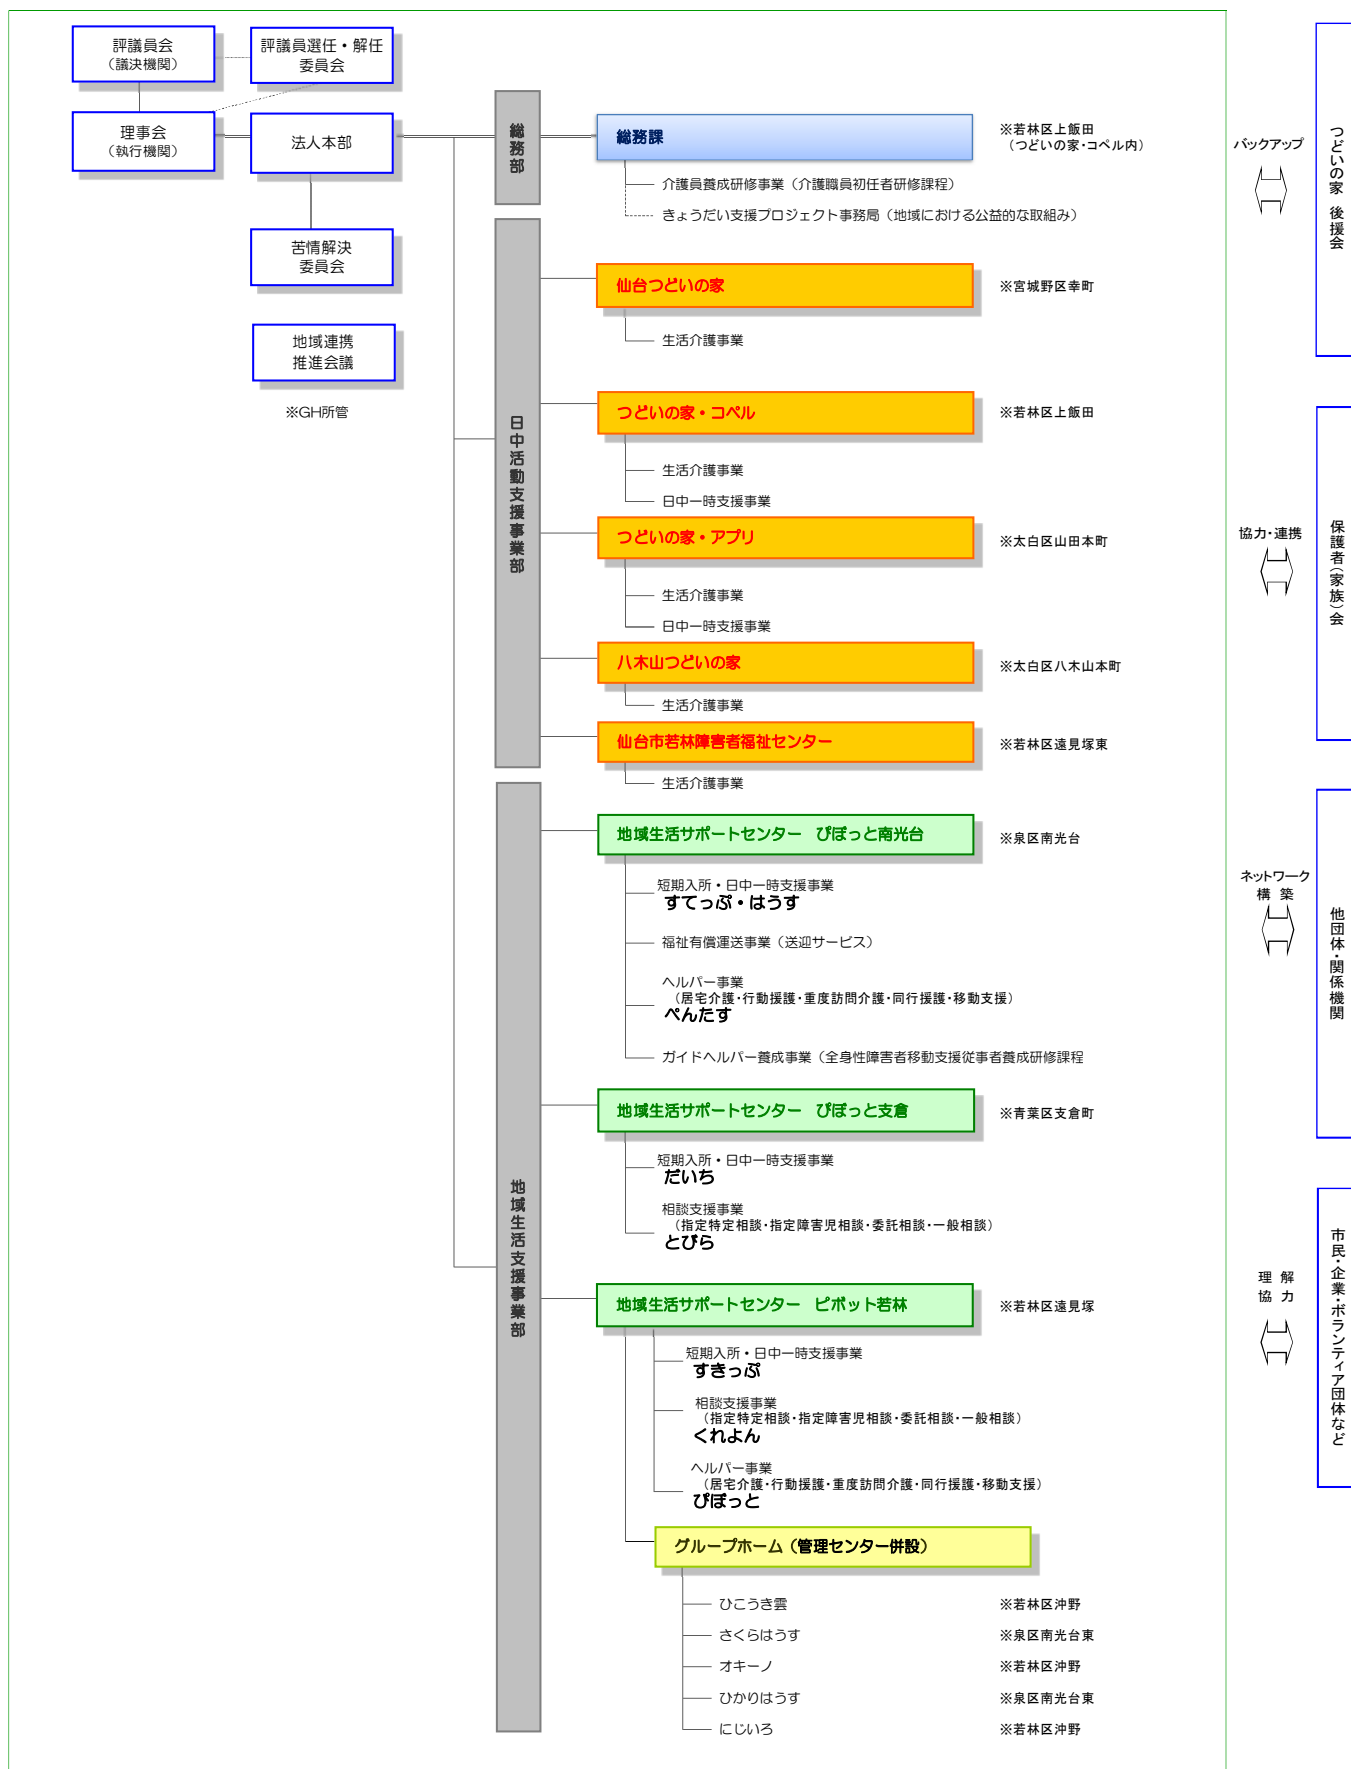 評議員会
（議決機関）
評議員選任・解任
委員会
理事会
（執行機関）
法人本部
苦情解決
委員会
地域連携
推進会議
※GH所管
総務部
総務課
※若林区上飯田
（つどいの家・コペル内）
介護員養成研修事業（介護職員初任者研修課程）
きょうだい支援プロジェクト事務局（地域における公益的な取組み）
日中活動支援事業部
仙台つどいの家
※宮城野区幸町
生活介護事業
つどいの家・コペル
※若林区上飯田
生活介護事業
日中一時支援事業
つどいの家・アプリ
※太白区山田本町
生活介護事業
日中一時支援事業
八木山つどいの家
※太白区八木山本町
生活介護事業
仙台市若林障害者福祉センター
※若林区遠見塚東
生活介護事業
地域生活支援事業部
地域生活サポートセンター　ぴぼっと南光台
※泉区南光台
短期入所・日中一時支援事業
すてっぷ・はうす
福祉有償運送事業（送迎サービス）
ヘルパー事業
（居宅介護・行動援護・重度訪問介護・同行援護・移動支援）
ぺんたす
ガイドヘルパー養成事業（全身性障害者移動支援従事者養成研修課程
地域生活サポートセンター　ぴぼっと支倉
※青葉区支倉町
短期入所・日中一時支援事業
だいち
相談支援事業
（指定特定相談・指定障害児相談・委託相談・一般相談）
とびら
地域生活サポートセンター　ピボット若林
※若林区遠見塚
短期入所・日中一時支援事業
すきっぷ
相談支援事業
（指定特定相談・指定障害児相談・委託相談・一般相談）
くれよん
ヘルパー事業
（居宅介護・行動援護・重度訪問介護・同行援護・移動支援）
ぴぼっと
グループホーム（管理センター併設）
ひこうき雲
※若林区沖野
さくらはうす
※泉区南光台東
オキーノ
※若林区沖野
ひかりはうす
※泉区南光台東
にじいろ
※若林区沖野
バックアップ
つどいの家　後援会
協力・連携
保護者（家族）会
ネットワーク
構 築
他団体・関係機関
理 解
協 力
市民・企業・ボランティア団体など